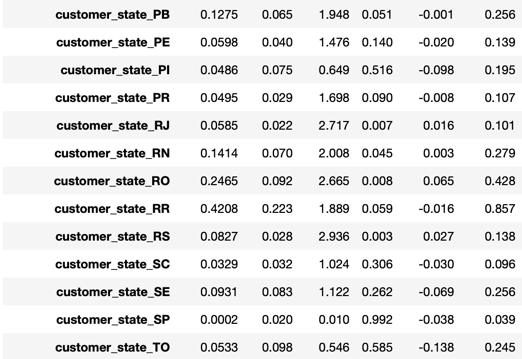 customer_state_PB 0.1275 0.065 1.948 0.051 -0.001 0.256
customer_state_PE 0.0598 0.040 1.476 0.140 -0.020 0.139
customer_state_PI 0.0486 0.075 0.649 0.516 -0.098 0.195
customer_state_PR 0.0495 0.029 1.698 0.090 -0.008 0.107
customer_state_RJ 0.0585 0.022 2.717 0.007 0.016 0.101
customer_state_RN 0.1414 0.070 2.008 0.045 0.003 0.279
customer_state_RO 0.2465 0.092 2.665 0.008 0.065 0.428
customer_state_RR 0.4208 0.223 1.889 0.059 -0.016 0.857
customer_state_RS 0.0827 0.028 2.936 0.003 0.027 0.138
customer_state_SC 0.0329 0.032 1.024 0.306 -0.030 0.096
customer_state_SE 0.0931 0.083 1.122 0.262 -0.069 0.256
customer_state_SP 0.0002 0.020 0.010 0.992 -0.038 0.039
customer_state_TO 0.0533 0.098 0.546 0.585 -0.138 0.245